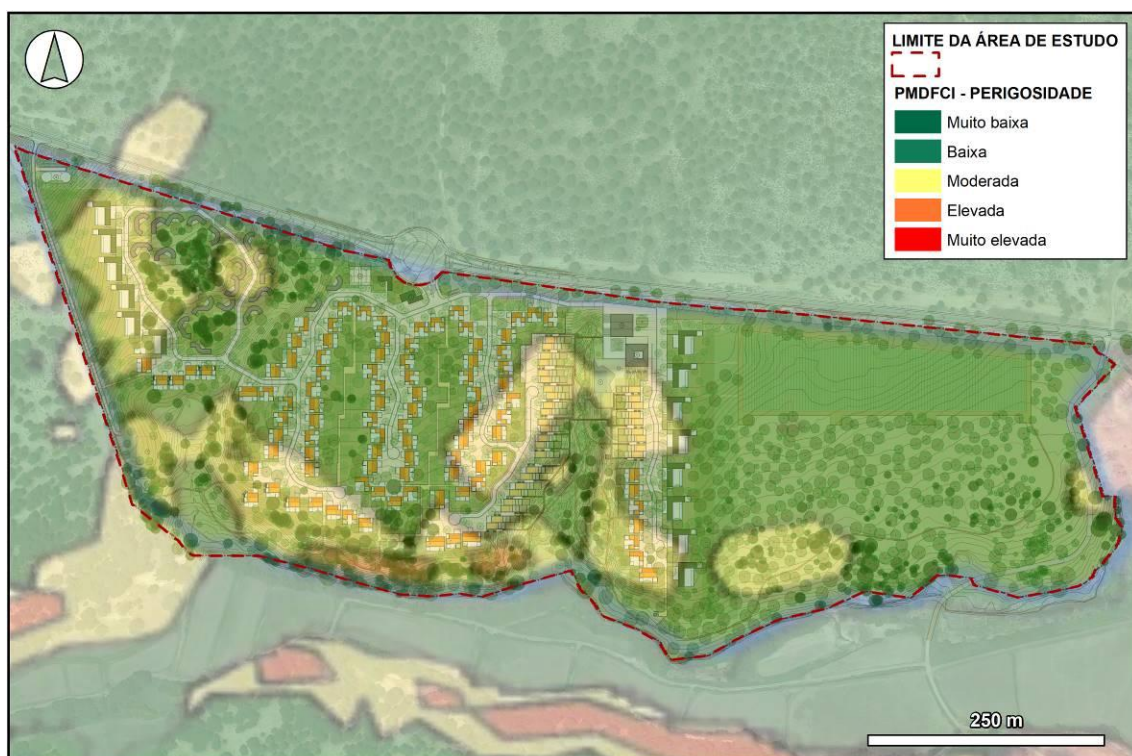 LIMITE DA ÁREA DE ESTUDO
PMDFCI - PERIGOSIDADE
Muito baixa
Baixa
Moderada
Elevada
Muito elevada
250 m